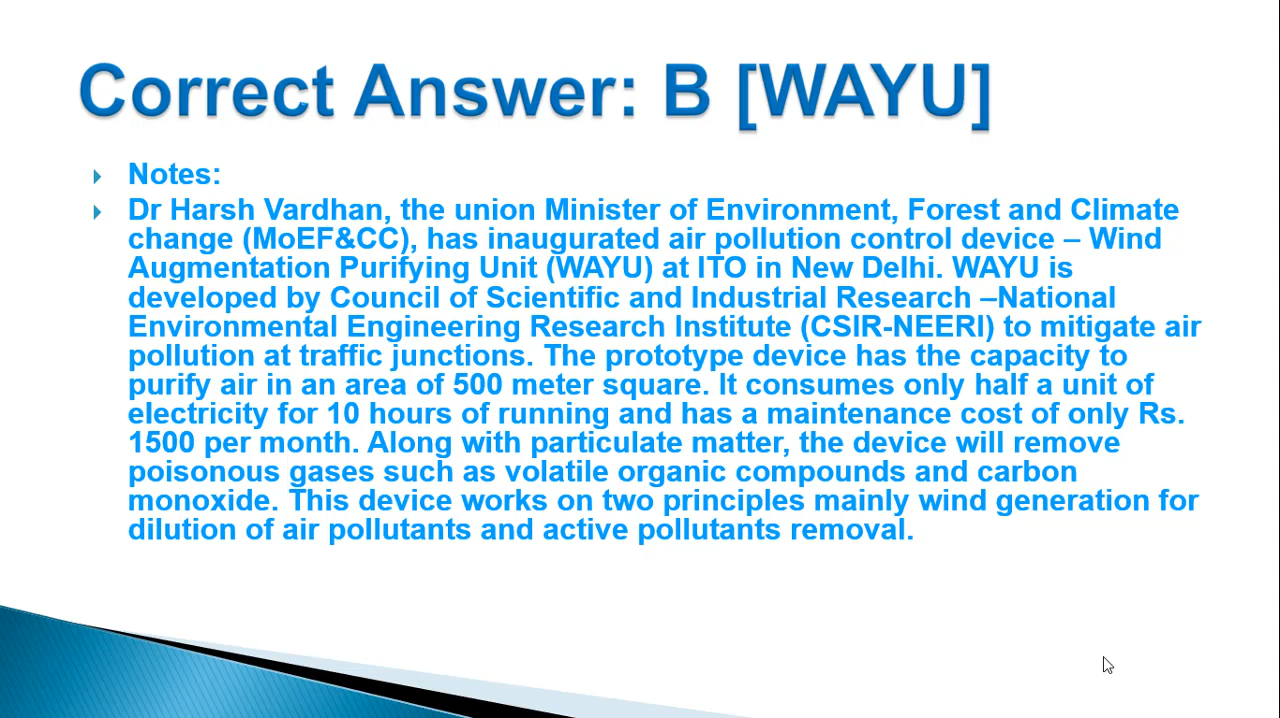 Correct Answer: B [WAYU]
Notes:
Dr Harsh Vardhan, the union Minister of Environment, Forest and Climate
change (MoEF&CC), has inaugurated air pollution control device – Wind
Augmentation Purifying Unit (WAYU) at ITO in New Delhi. WAYU is
developed by Council of Scientific and Industrial Research –National
Environmental Engineering Research Institute (CSIR-NEERI) to mitigate air
pollution at traffic junctions. The prototype device has the capacity to
purify air in an area of 500 meter square. It consumes only half a unit of
electricity for 10 hours of running and has a maintenance cost of only Rs.
1500 per month. Along with particulate matter, the device will remove
poisonous gases such as volatile organic compounds and carbon
monoxide. This device works on two principles mainly wind generation for
dilution of air pollutants and active pollutants removal.